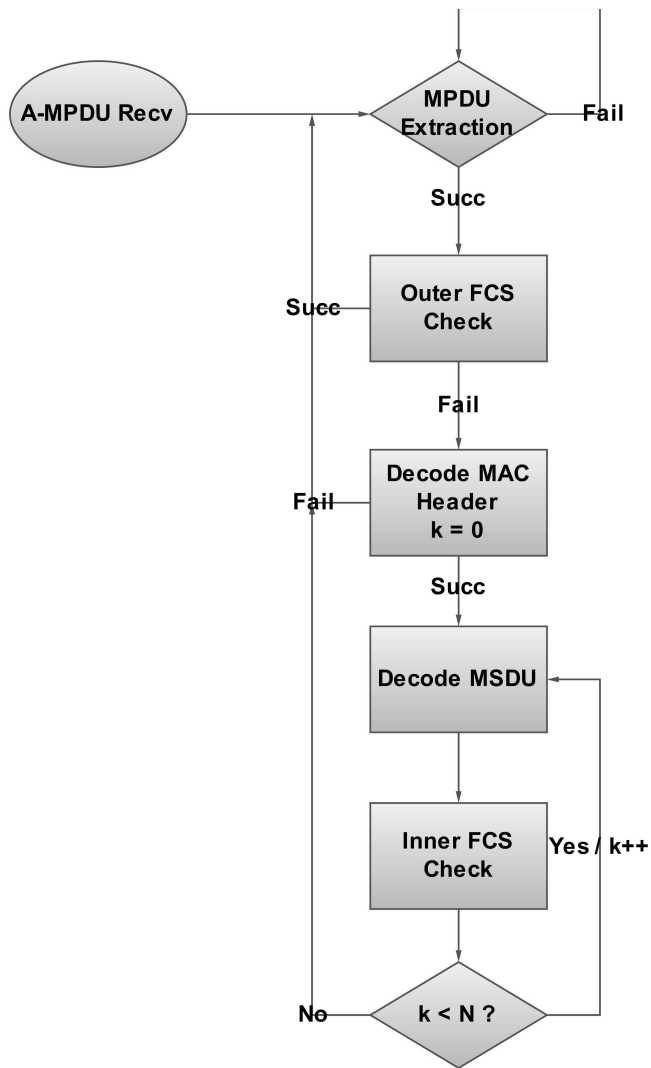 A-MPDU Recv
MPDU
Extraction
Fail
Succ
Outer FCS
Check
Succ
Fail
Decode MAC
Header
k = 0
Fail
Succ
Decode MSDU
Inner FCS
Check
Yes / k++
k < N ?
No